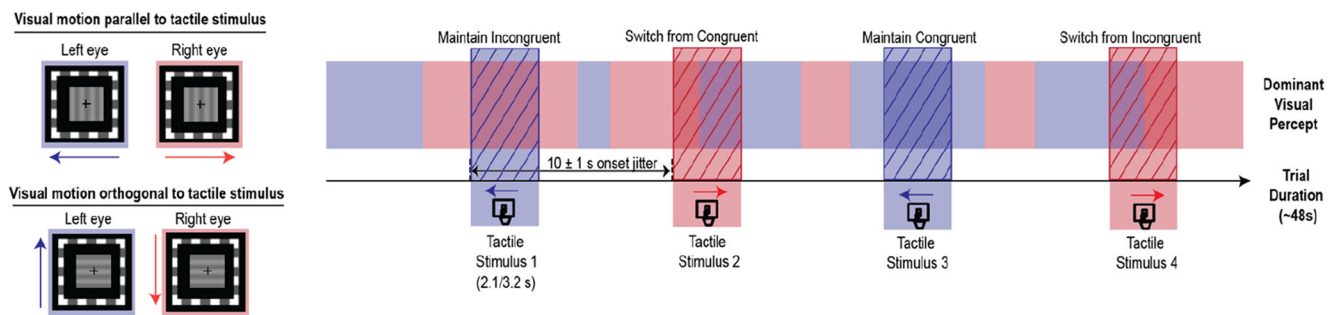 Visual motion parallel to tactile stimulus
Left eye
Right eye
Visual motion orthogonal to tactile stimulus
Left eye
Right eye
Maintain Incongruent
Switch from Congruent
Maintain Congruent
Switch from Incongruent
Dominant
Visual
Percept
10 ± 1 s onset jitter
Trial
Duration
(~48s)
Tactile
Stimulus 1
(2.1/3.2 s)
Tactile
Stimulus 2
Tactile
Stimulus 3
Tactile
Stimulus 4